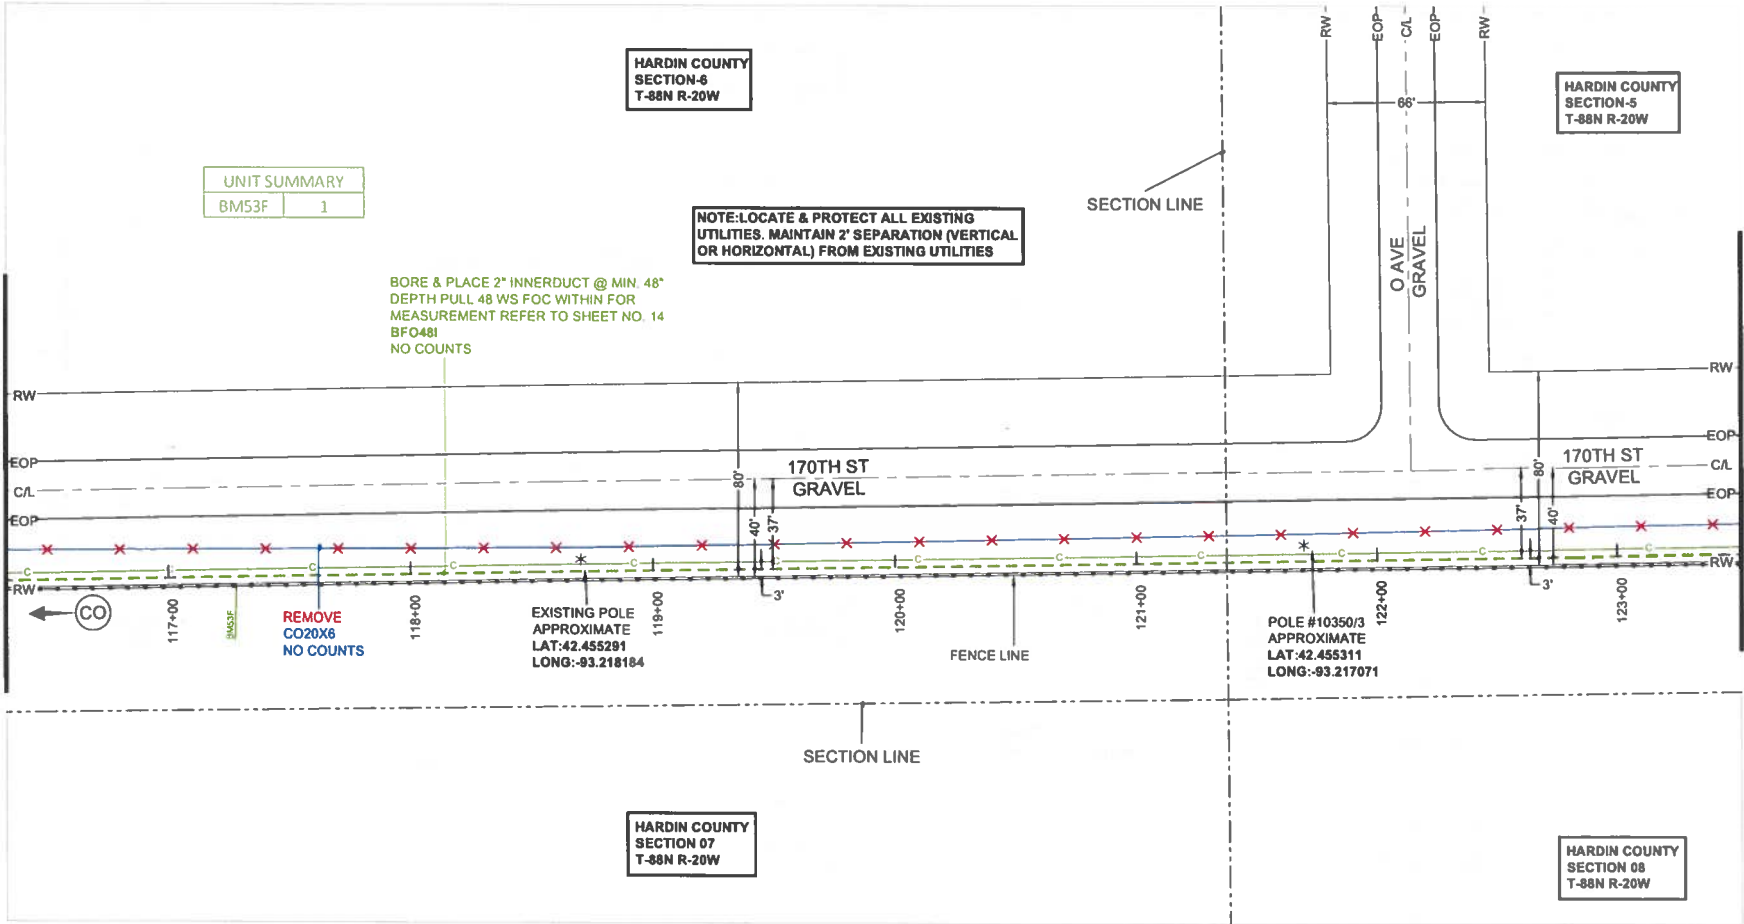 RW
EOP
C/L
EOP
RW
HARDIN COUNTY
SECTION-6
T-88N R-20W
66'
HARDIN COUNTY
SECTION-5
T-88N R-20W
UNIT SUMMARY
BM53F 1
SECTION LINE
NOTE:LOCATE & PROTECT ALL EXISTING
UTILITIES. MAINTAIN 2' SEPARATION (VERTICAL
OR HORIZONTAL) FROM EXISTING UTILITIES
O AVE
GRAVEL
BORE & PLACE 2" INNERDUCT @ MIN. 48"
DEPTH PULL 48 WS FOC WITHIN FOR
MEASUREMENT REFER TO SHEET NO. 14
BFO48I
NO COUNTS
RW
RW
EOP
EOP
C/L
C/L
EOP
EOP
RW
RW
80'
40'
37'
170TH ST
GRAVEL
37'
80'
40'
170TH ST
GRAVEL
C
C
C
C
C
C
C
C
C
C
3'
3'
CO
117+00
BM53F
REMOVE
CO20X6
NO COUNTS
118+00
EXISTING POLE
APPROXIMATE
LAT:42.455291
LONG:-93.218184
119+00
120+00
FENCE LINE
121+00
POLE #10350/3
APPROXIMATE
LAT:42.455311
LONG:-93.217071
122+00
123+00
SECTION LINE
HARDIN COUNTY
SECTION 07
T-88N R-20W
HARDIN COUNTY
SECTION 08
T-88N R-20W